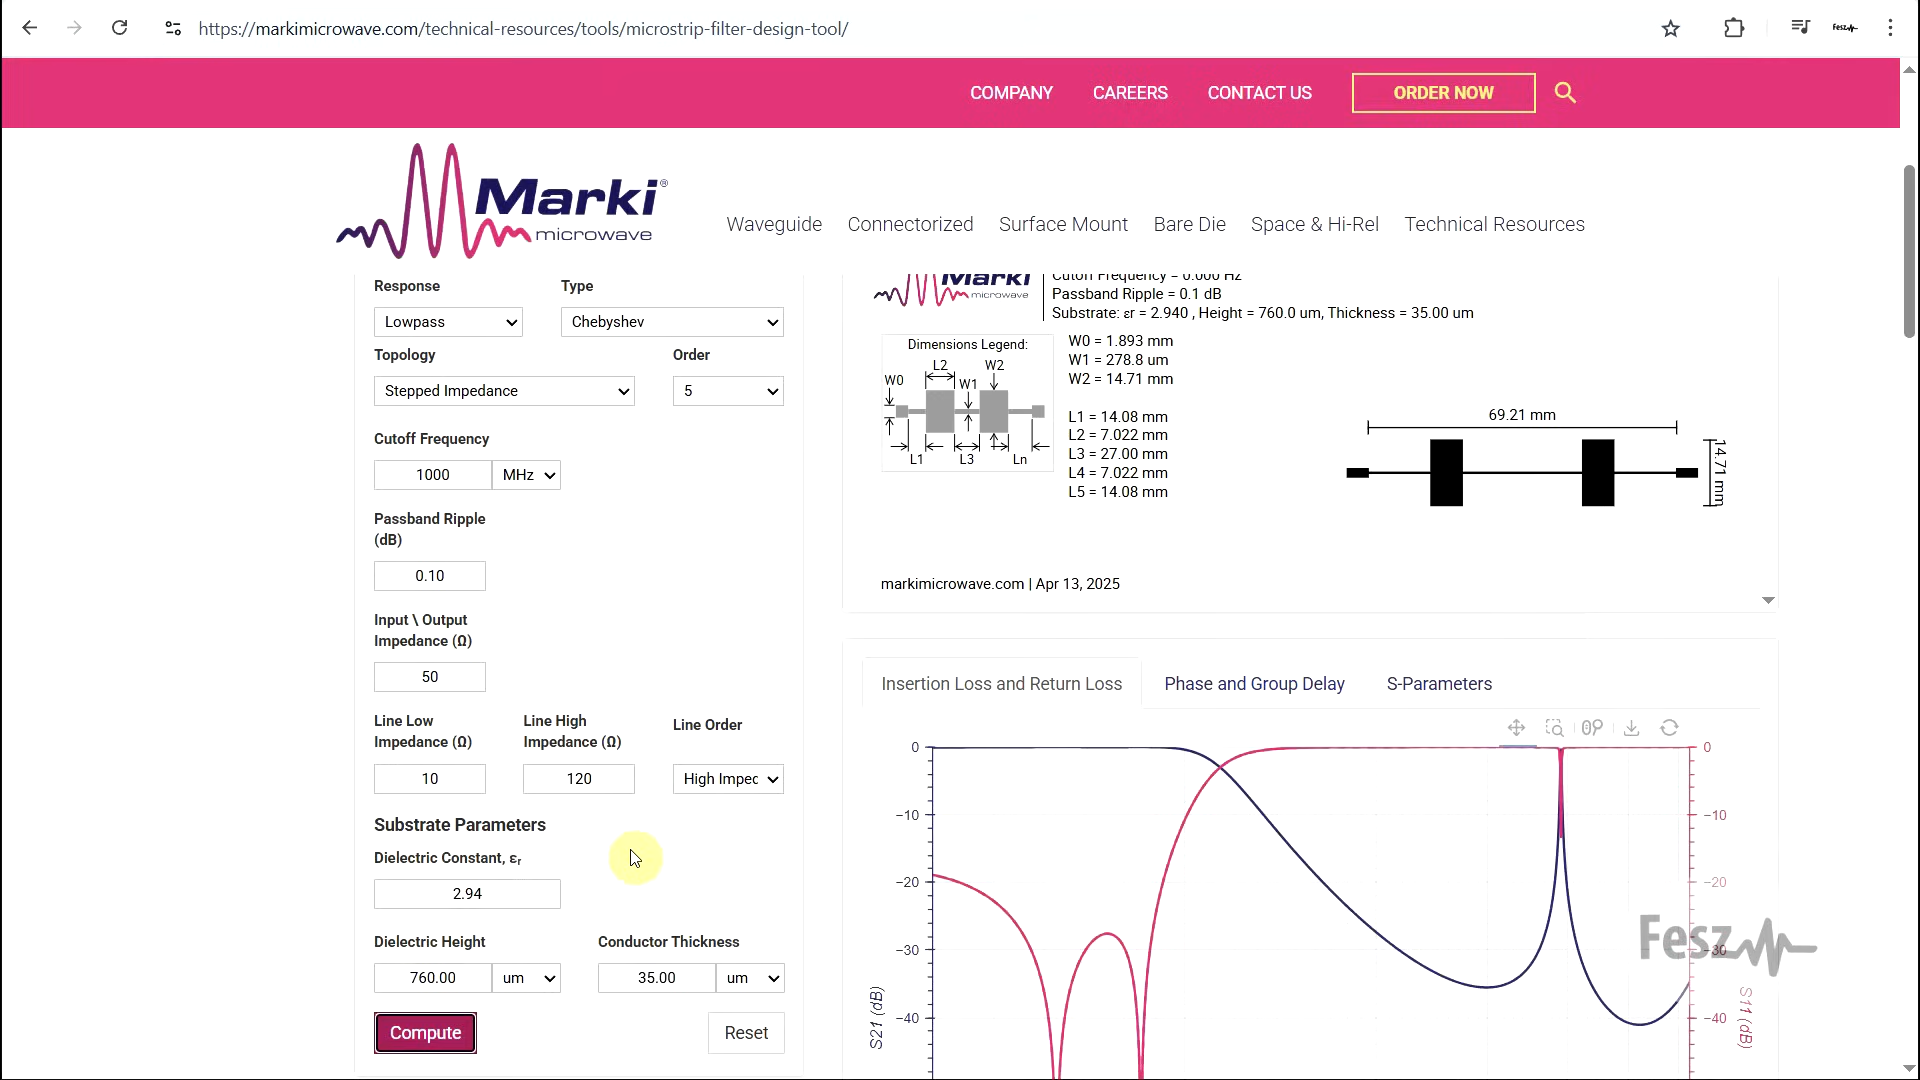 https://markimicrowave.com/technical-resources/tools/microstrip-filter-design-tool/
Fesz
COMPANY
CAREERS
CONTACT US
ORDER NOW
Marki®
microwave
Waveguide
Connectorized
Surface Mount
Bare Die
Space & Hi-Rel
Technical Resources
Response
Type
Lowpass
Chebyshev
Topology
Order
Stepped Impedance
5
Cutoff Frequency
1000
MHz
Passband Ripple
(dB)
0.10
Input \ Output
Impedance (Ω)
50
Line Low
Impedance (Ω)
Line High
Impedance (Ω)
Line Order
10
120
High Impec
Substrate Parameters
Dielectric Constant, εr
2.94
Dielectric Height
Conductor Thickness
760.00
um
35.00
um
Compute
Reset
Marki
microwave
Cutoff Frequency = 0.000 Hz
Passband Ripple = 0.1 dB
Substrate: εr = 2.940 , Height = 760.0 um, Thickness = 35.00 um
Dimensions Legend:
L2
W2
W0
W1
L1
L3
Ln
W0 = 1.893 mm
W1 = 278.8 um
W2 = 14.71 mm
L1 = 14.08 mm
L2 = 7.022 mm
L3 = 27.00 mm
L4 = 7.022 mm
L5 = 14.08 mm
69.21 mm
14.71 mm
markimicrowave.com | Apr 13, 2025
Insertion Loss and Return Loss
Phase and Group Delay
S-Parameters
0
−10
−20
−30
−40
S21 (dB)
0
−10
−20
−30
−40
S11 (dB)
Fesz